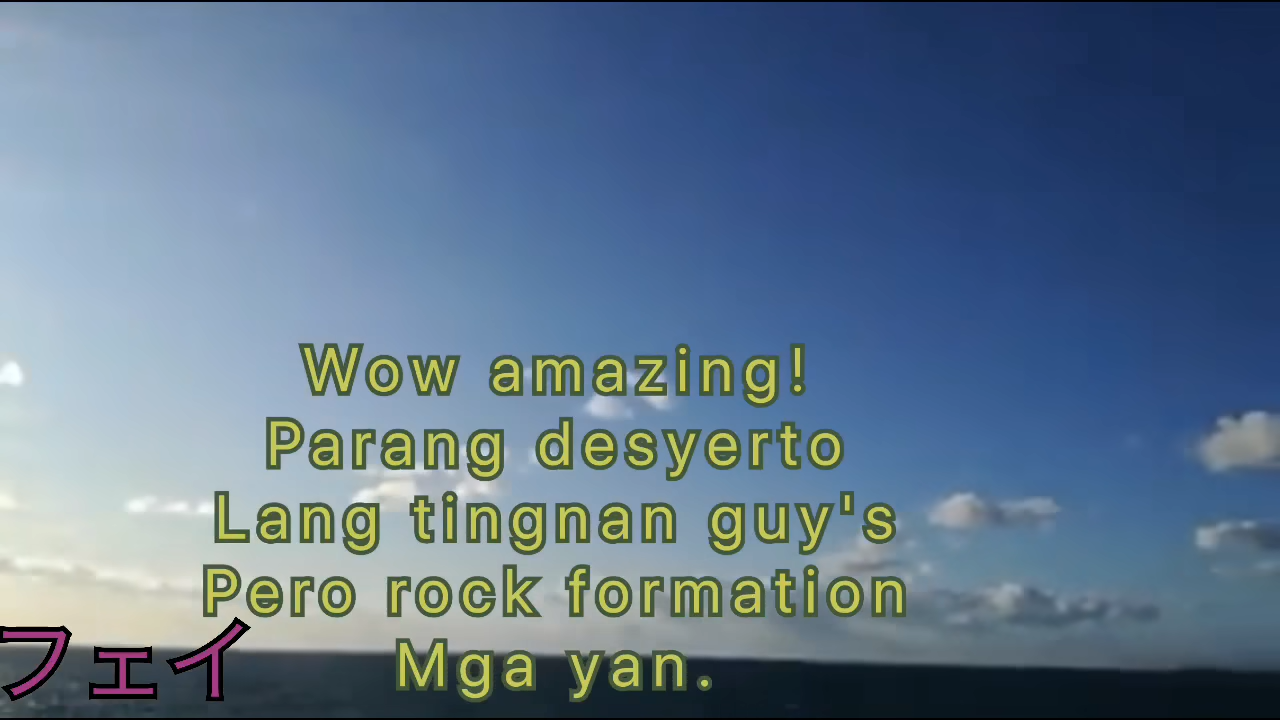 Wow amazing!
Parang desyerto
Lang tingnan guy's
Pero rock formation
Mga yan.
フェイ